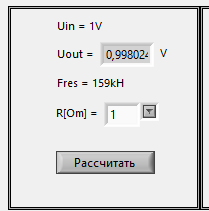 Uin = 1V
Uout = 0,998024 V
Fres = 159kH
R[Om] = 1
Рассчитать